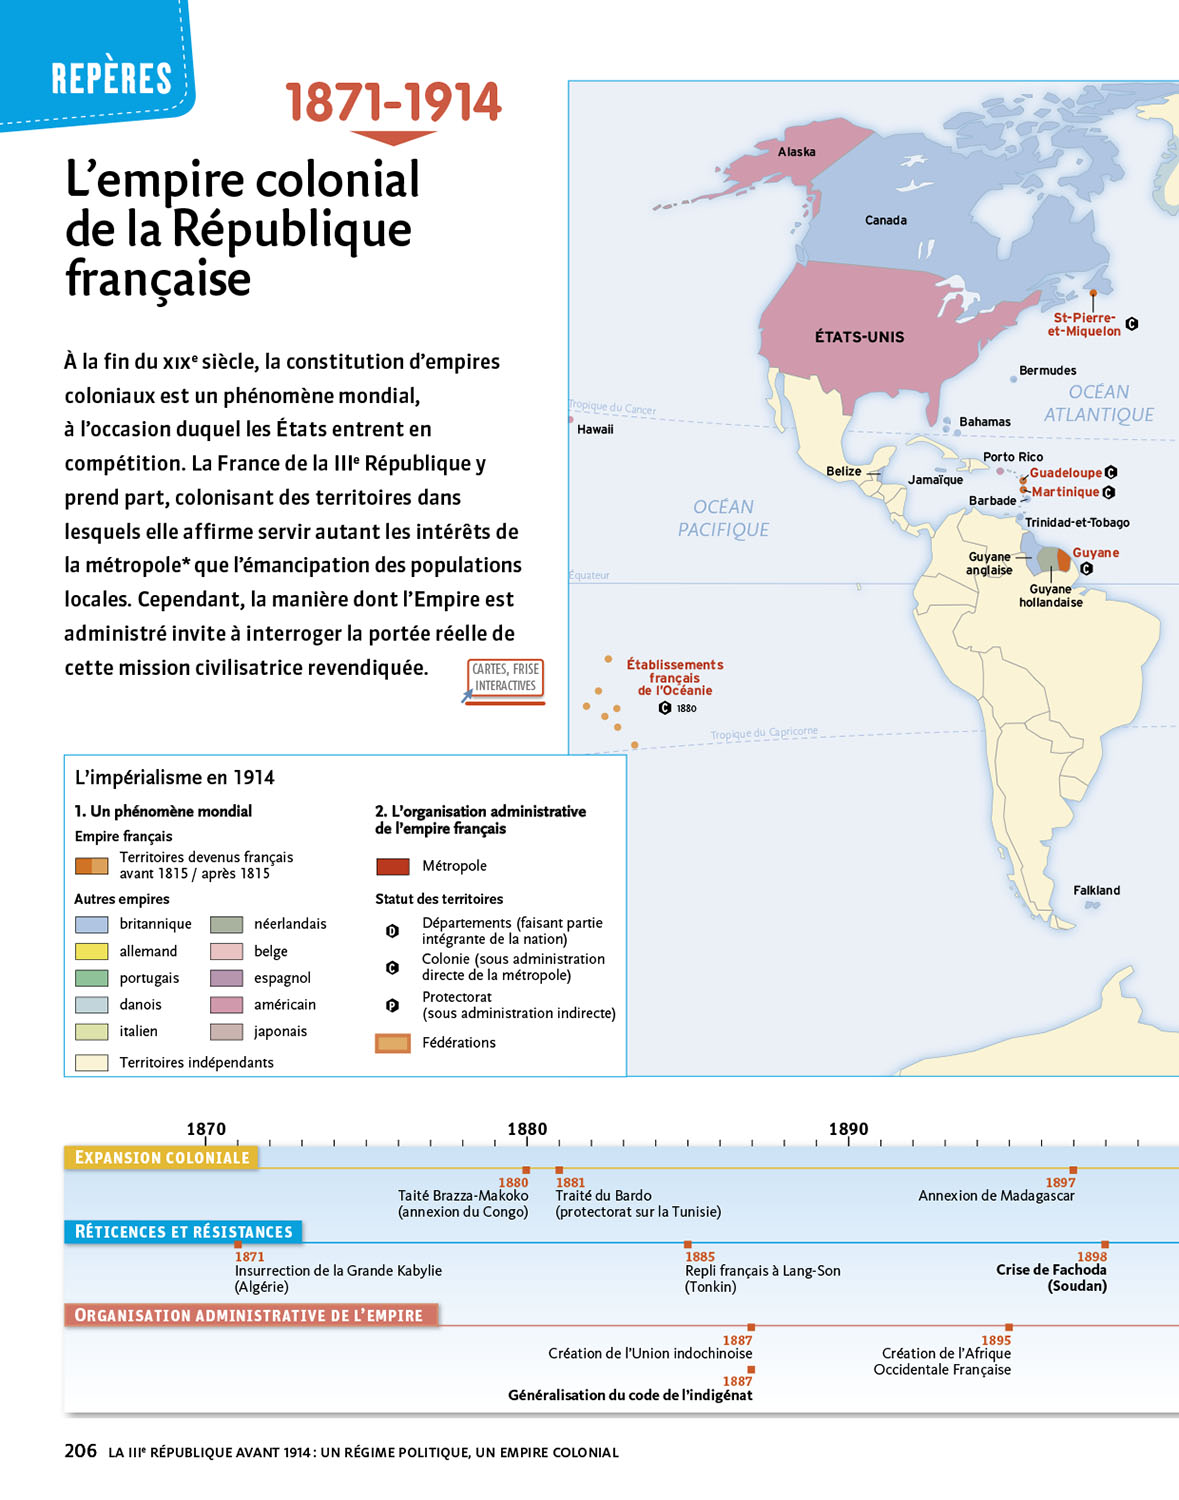 REPÈRES
1871-1914
L'empire colonial
de la République
française
À la fin du XIXe siècle, la constitution d'empires
coloniaux est un phénomène mondial,
à l'occasion duquel les États entrent en
compétition. La France de la IIIe République y
prend part, colonisant des territoires dans
lesquels elle affirme servir autant les intérêts de
la métropole* que l'émancipation des populations
locales. Cependant, la manière dont l'Empire est
administré invite à interroger la portée réelle de
cette mission civilisatrice revendiquée.
CARTES, FRISE
INTERACTIVES
Alaska
Canada
ÉTATS-UNIS
St-Pierre-
et-Miquelon C
Bermudes
OCÉAN
ATLANTIQUE
Tropique du Cancer
Hawaii
Bahamas
Porto Rico
Belize
Jamaïque
Guadeloupe C
Martinique C
Barbade
Trinidad-et-Tobago
OCÉAN
PACIFIQUE
Guyane
anglaise
Guyane
C
Guyane
hollandaise
Équateur
Établissements
français
de l'Océanie
C 1880
Tropique du Capricorne
Falkland
L'impérialisme en 1914
1. Un phénomène mondial
Empire français
Territoires devenus français
avant 1815 / après 1815
Autres empires
britannique
néerlandais
allemand
belge
portugais
espagnol
danois
américain
italien
japonais
Territoires indépendants
2. L'organisation administrative
de l'empire français
Métropole
Statut des territoires
D
Départements (faisant partie
intégrante de la nation)
C
Colonie (sous administration
directe de la métropole)
P
Protectorat
(sous administration indirecte)
Fédérations
1870
1880
1890
EXPANSION COLONIALE
1880
Taité Brazza-Makoko
(annexion du Congo)
1881
Traité du Bardo
(protectorat sur la Tunisie)
1897
Annexion de Madagascar
RÉTICENCES ET RÉSISTANCES
1871
Insurrection de la Grande Kabylie
(Algérie)
1885
Repli français à Lang-Son
(Tonkin)
1898
Crise de Fachoda
(Soudan)
ORGANISATION ADMINISTRATIVE DE L'EMPIRE
1887
Création de l'Union indochinoise
1887
Généralisation du code de l'indigénat
1895
Création de l'Afrique
Occidentale Française
206 LA IIIe RÉPUBLIQUE AVANT 1914 : UN RÉGIME POLITIQUE, UN EMPIRE COLONIAL